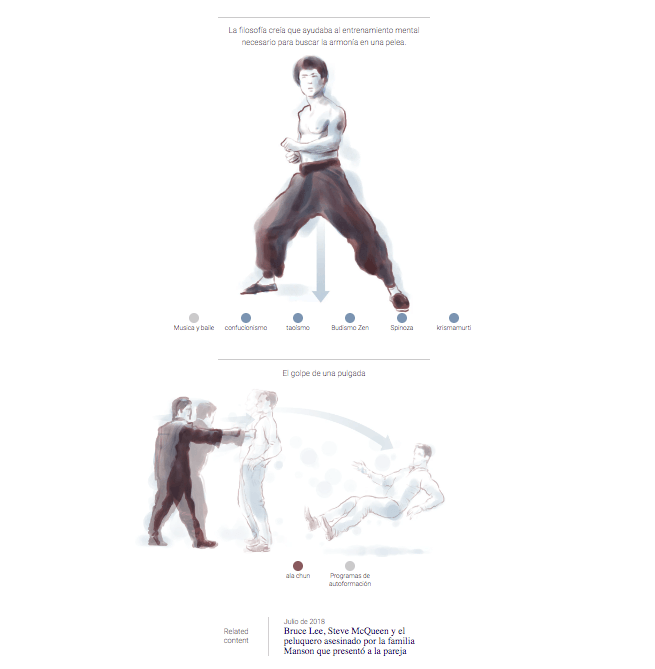 La filosofía creía que ayudaba al entrenamiento mental
necesario para buscar la armonía en una pelea.
Musica y baile
confucionismo
taoísmo
Budismo Zen
Spinoza
krismamurti
El golpe de una pulgada
ala chun
Programas de
autoformación
Related
content
Julio de 2018
Bruce Lee, Steve McQueen y el
peluquero asesinado por la familia
Manson que presentó a la pareja